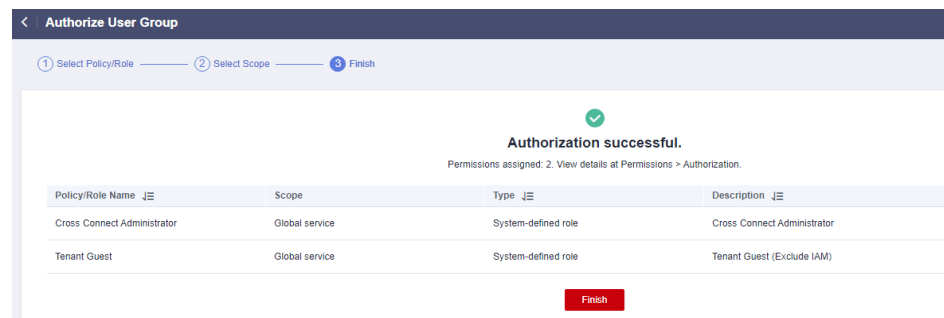 Authorize User Group
1 Select Policy/Role 2 Select Scope 3 Finish
Authorization successful.
Permissions assigned: 2. View details at Permissions > Authorization.
Policy/Role Name Scope Type Description
Cross Connect Administrator Global service System-defined role Cross Connect Administrator
Tenant Guest Global service System-defined role Tenant Guest (Exclude IAM)
Finish